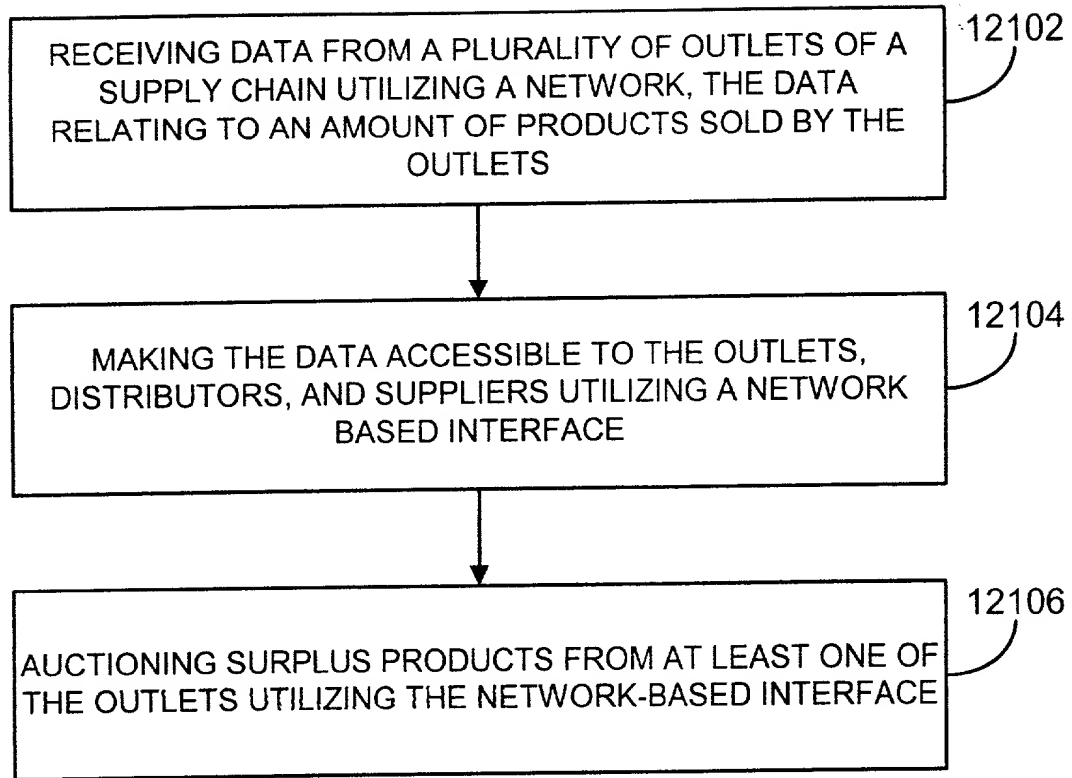 RECEIVING DATA FROM A PLURALITY OF OUTLETS OF A
SUPPLY CHAIN UTILIZING A NETWORK, THE DATA
RELATING TO AN AMOUNT OF PRODUCTS SOLD BY THE
OUTLETS
12102
MAKING THE DATA ACCESSIBLE TO THE OUTLETS,
DISTRIBUTORS, AND SUPPLIERS UTILIZING A NETWORK
BASED INTERFACE
12104
AUCTIONING SURPLUS PRODUCTS FROM AT LEAST ONE OF
THE OUTLETS UTILIZING THE NETWORK-BASED INTERFACE
12106